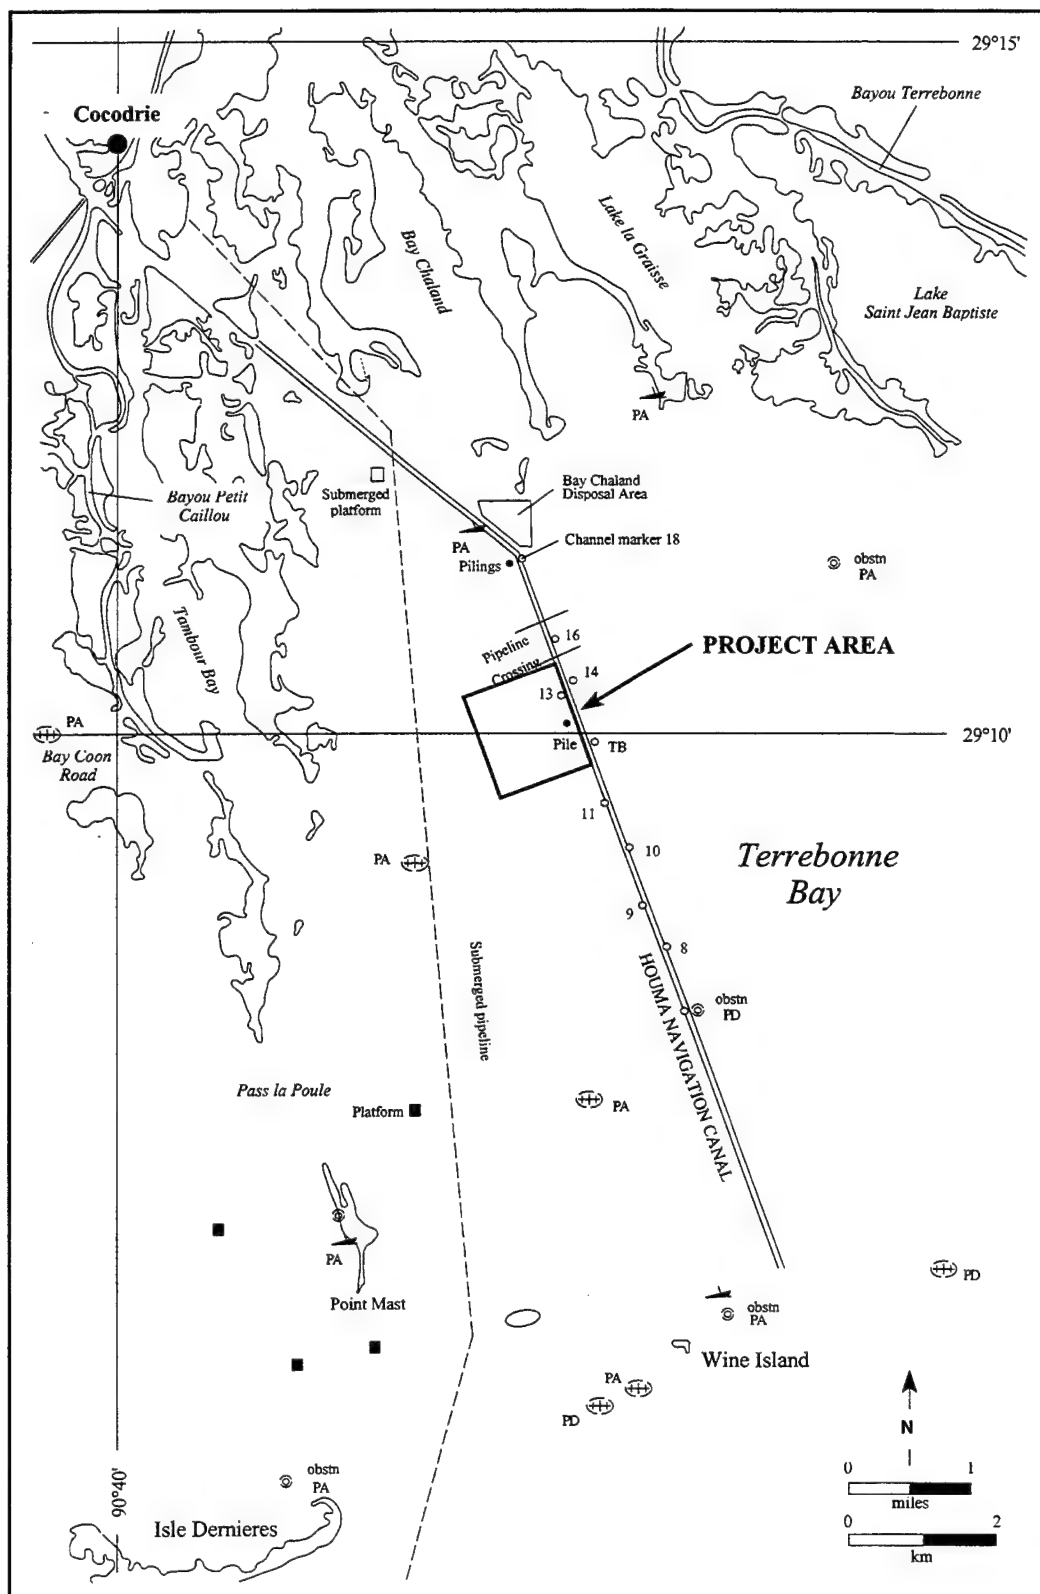 29°15'
Cocodrie
Bayou Terrebonne
Bay Chaland
Lake la Graisse
Lake
Saint Jean Baptiste
PA
Submerged
platform
Bay Chaland
Disposal Area
Bayou Petit
Caillou
PA
Channel marker 18
Pilings
obstn
PA
Tambour Bay
Pipeline
Crossing
16
PROJECT AREA
14
13
PA
Pile
TB
29°10'
Bay Coon
Road
11
10
PA
Terrebonne
Bay
9
8
Submerged pipeline
HOUMA NAVIGATION CANAL
obstn
PD
Pass la Poule
Platform
PA
PA
PD
Point Mast
obstn
PA
Wine Island
PA
PD
N
90°40'
obstn
PA
0 1
miles
Isle Dernieres
0 2
km